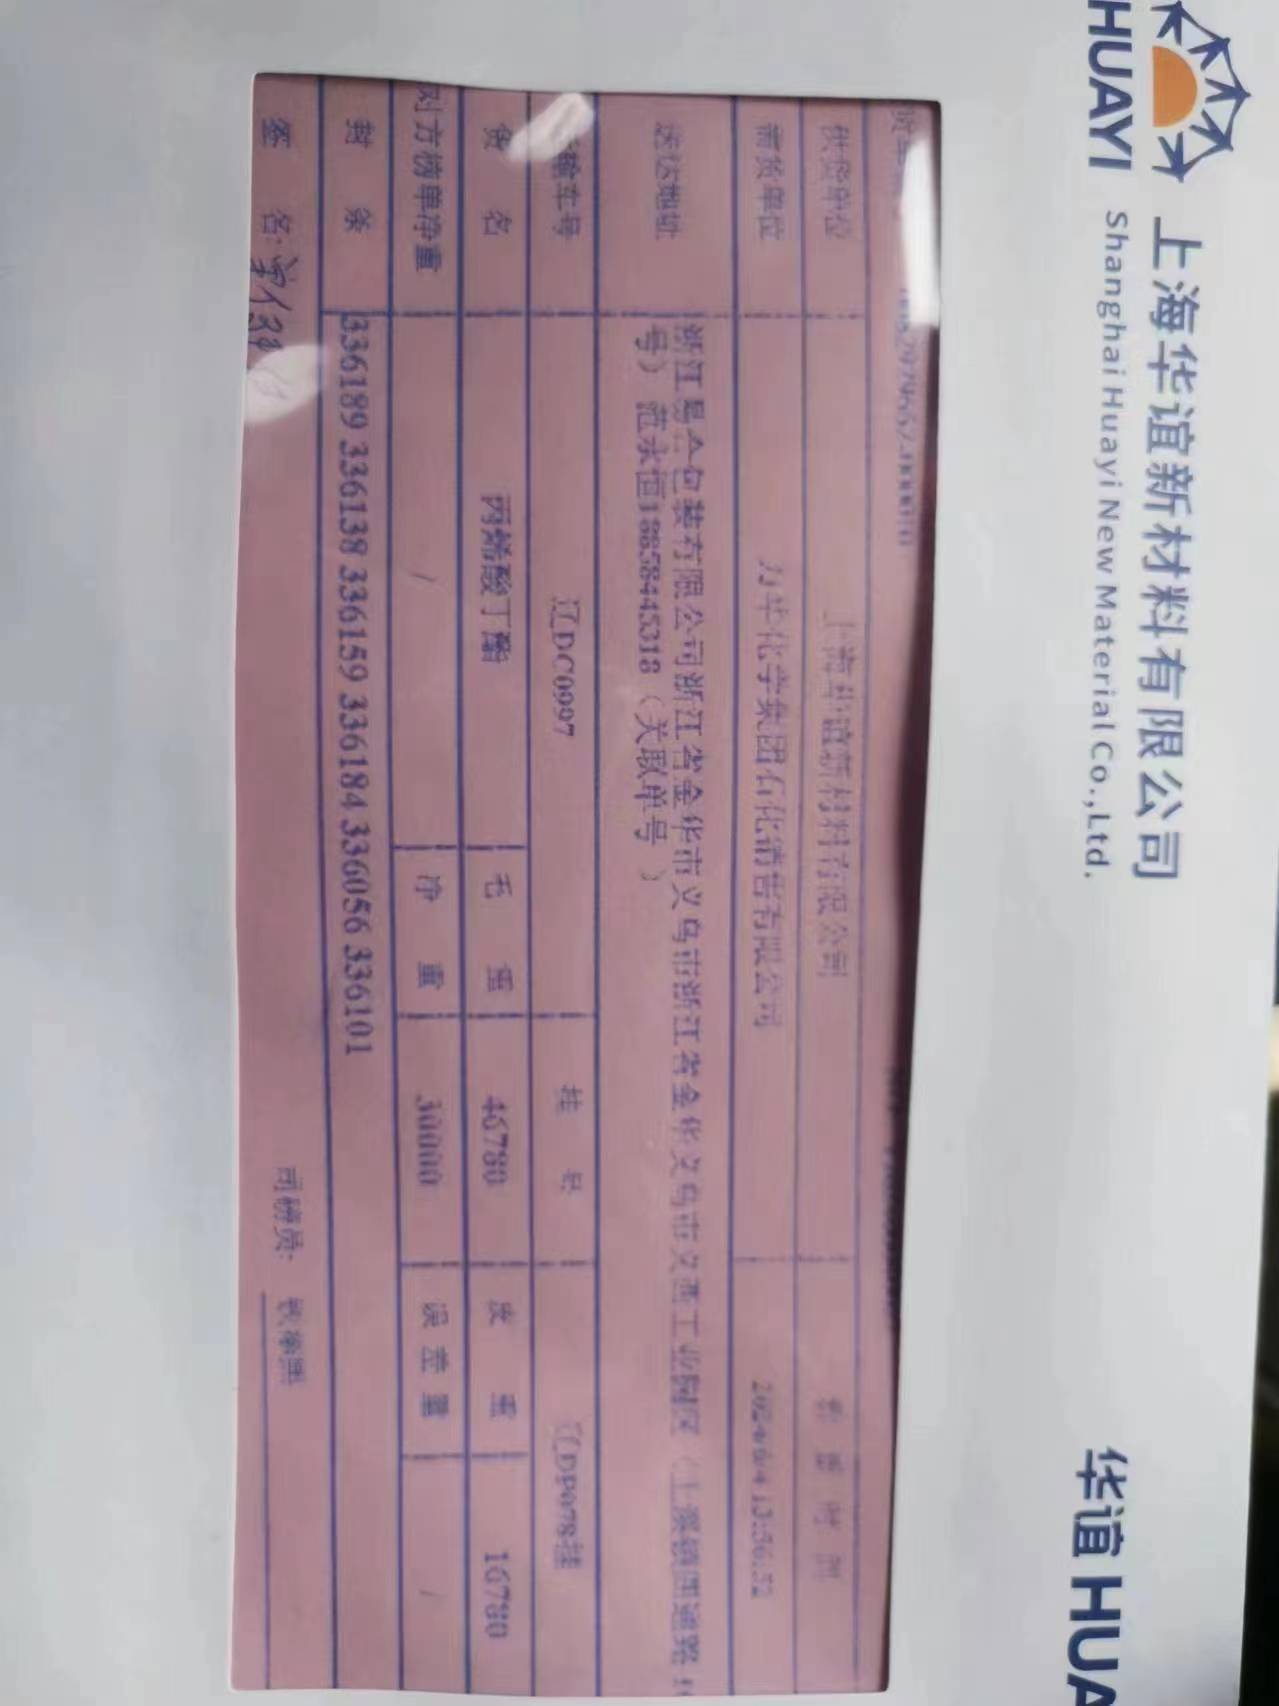 上海华谊新材料有限公司
Shanghai Huayi New Material Co.,Ltd.
HUAYI
华谊 HUA
供货单位 上海华谊新材料有限公司
需货单位 万华化学集团石化销售有限公司 2024/6/4 13:56:52
送达地址 浙江 包装有限公司浙江省金华市义乌市浙江省金华义乌市义西工业园区（上溪镇
号） 范永恒18858445318（关联单号 ）
输车号 辽DC0997 挂 号 辽DP078挂
货 名 丙烯酸丁酯 毛 重 46780 皮 重 16780
对方榜单净重 / 净 重 30000 误差量 /
封 条 336189 336138 336159 336184 336056 336101
签 名: 司磅员: